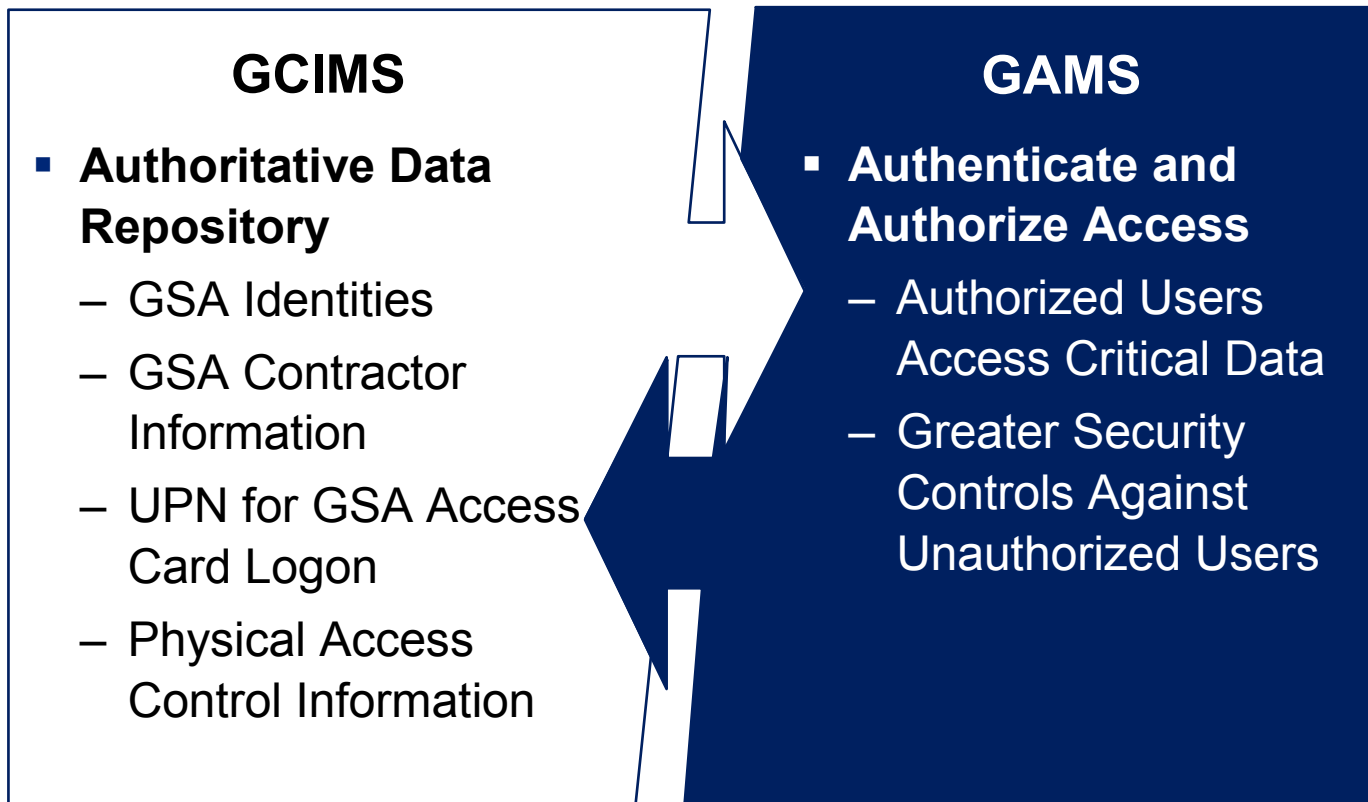 GCIMS
▪ Authoritative Data
Repository
– GSA Identities
– GSA Contractor
Information
– UPN for GSA Access
Card Logon
– Physical Access
Control Information
GAMS
▪ Authenticate and
Authorize Access
– Authorized Users
Access Critical Data
– Greater Security
Controls Against
Unauthorized Users